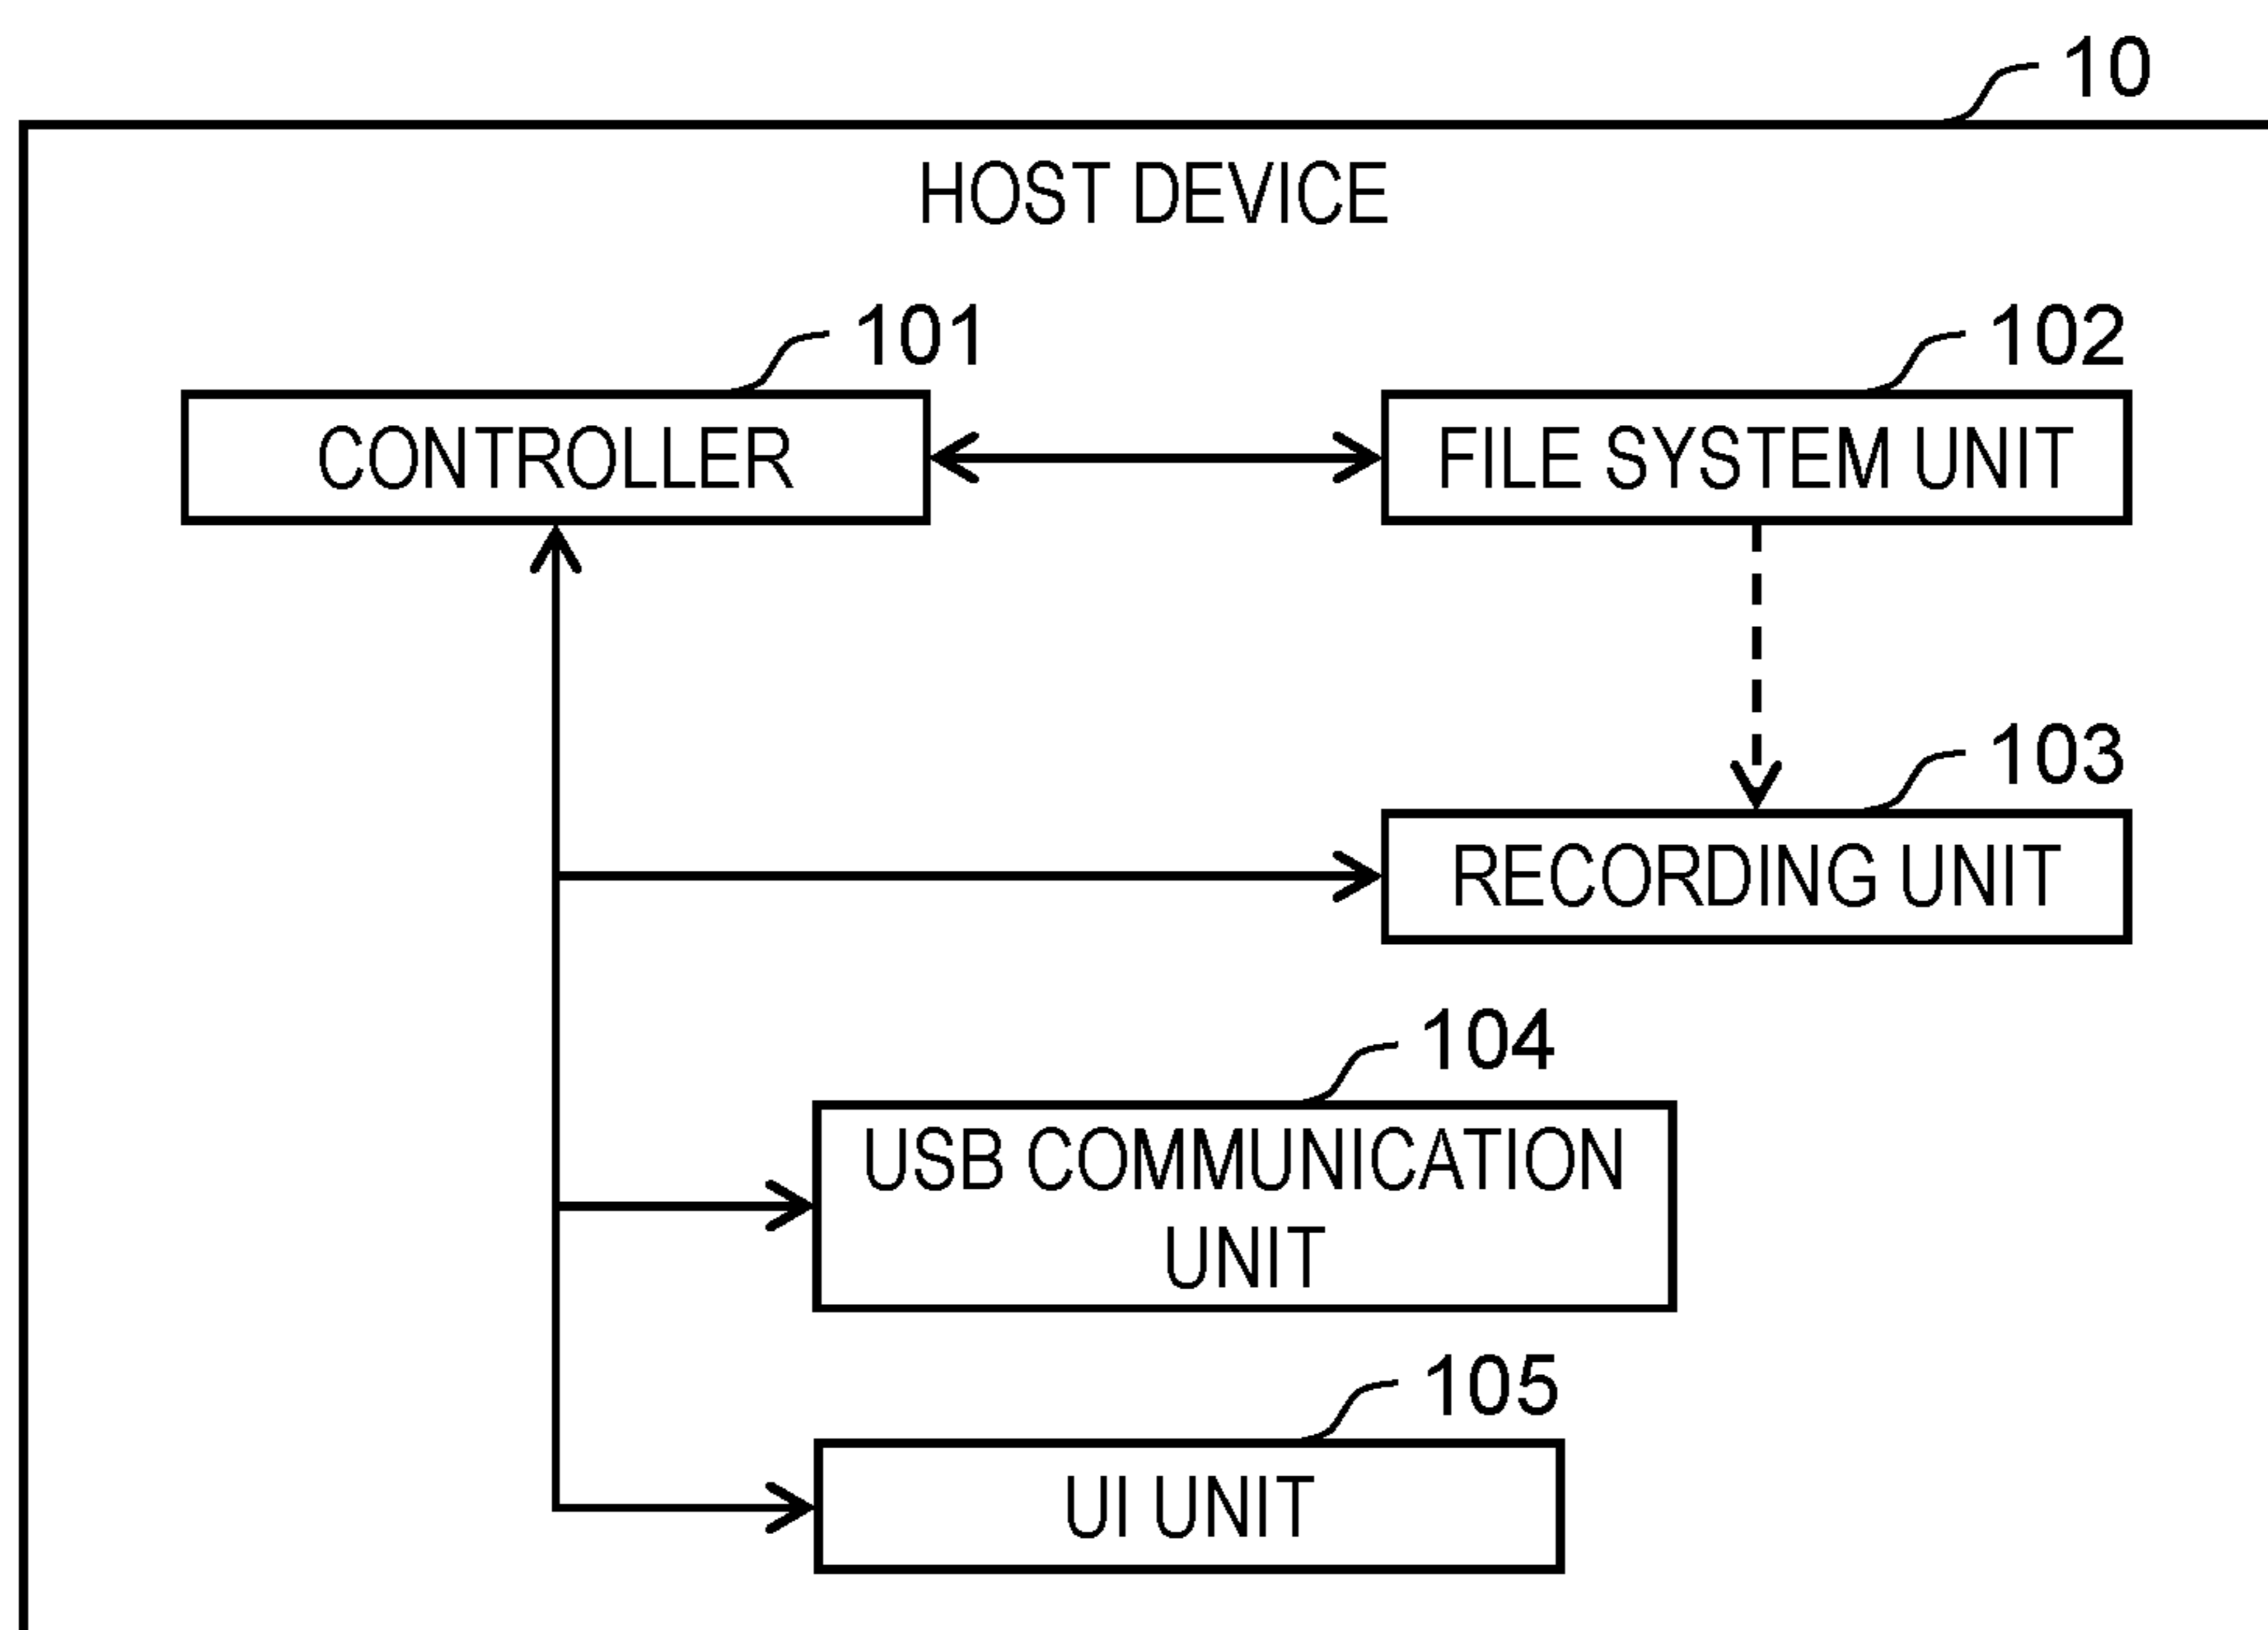 10
HOST DEVICE
101
102
CONTROLLER
FILE SYSTEM UNIT
103
RECORDING UNIT
104
USB COMMUNICATION
UNIT
105
UI UNIT